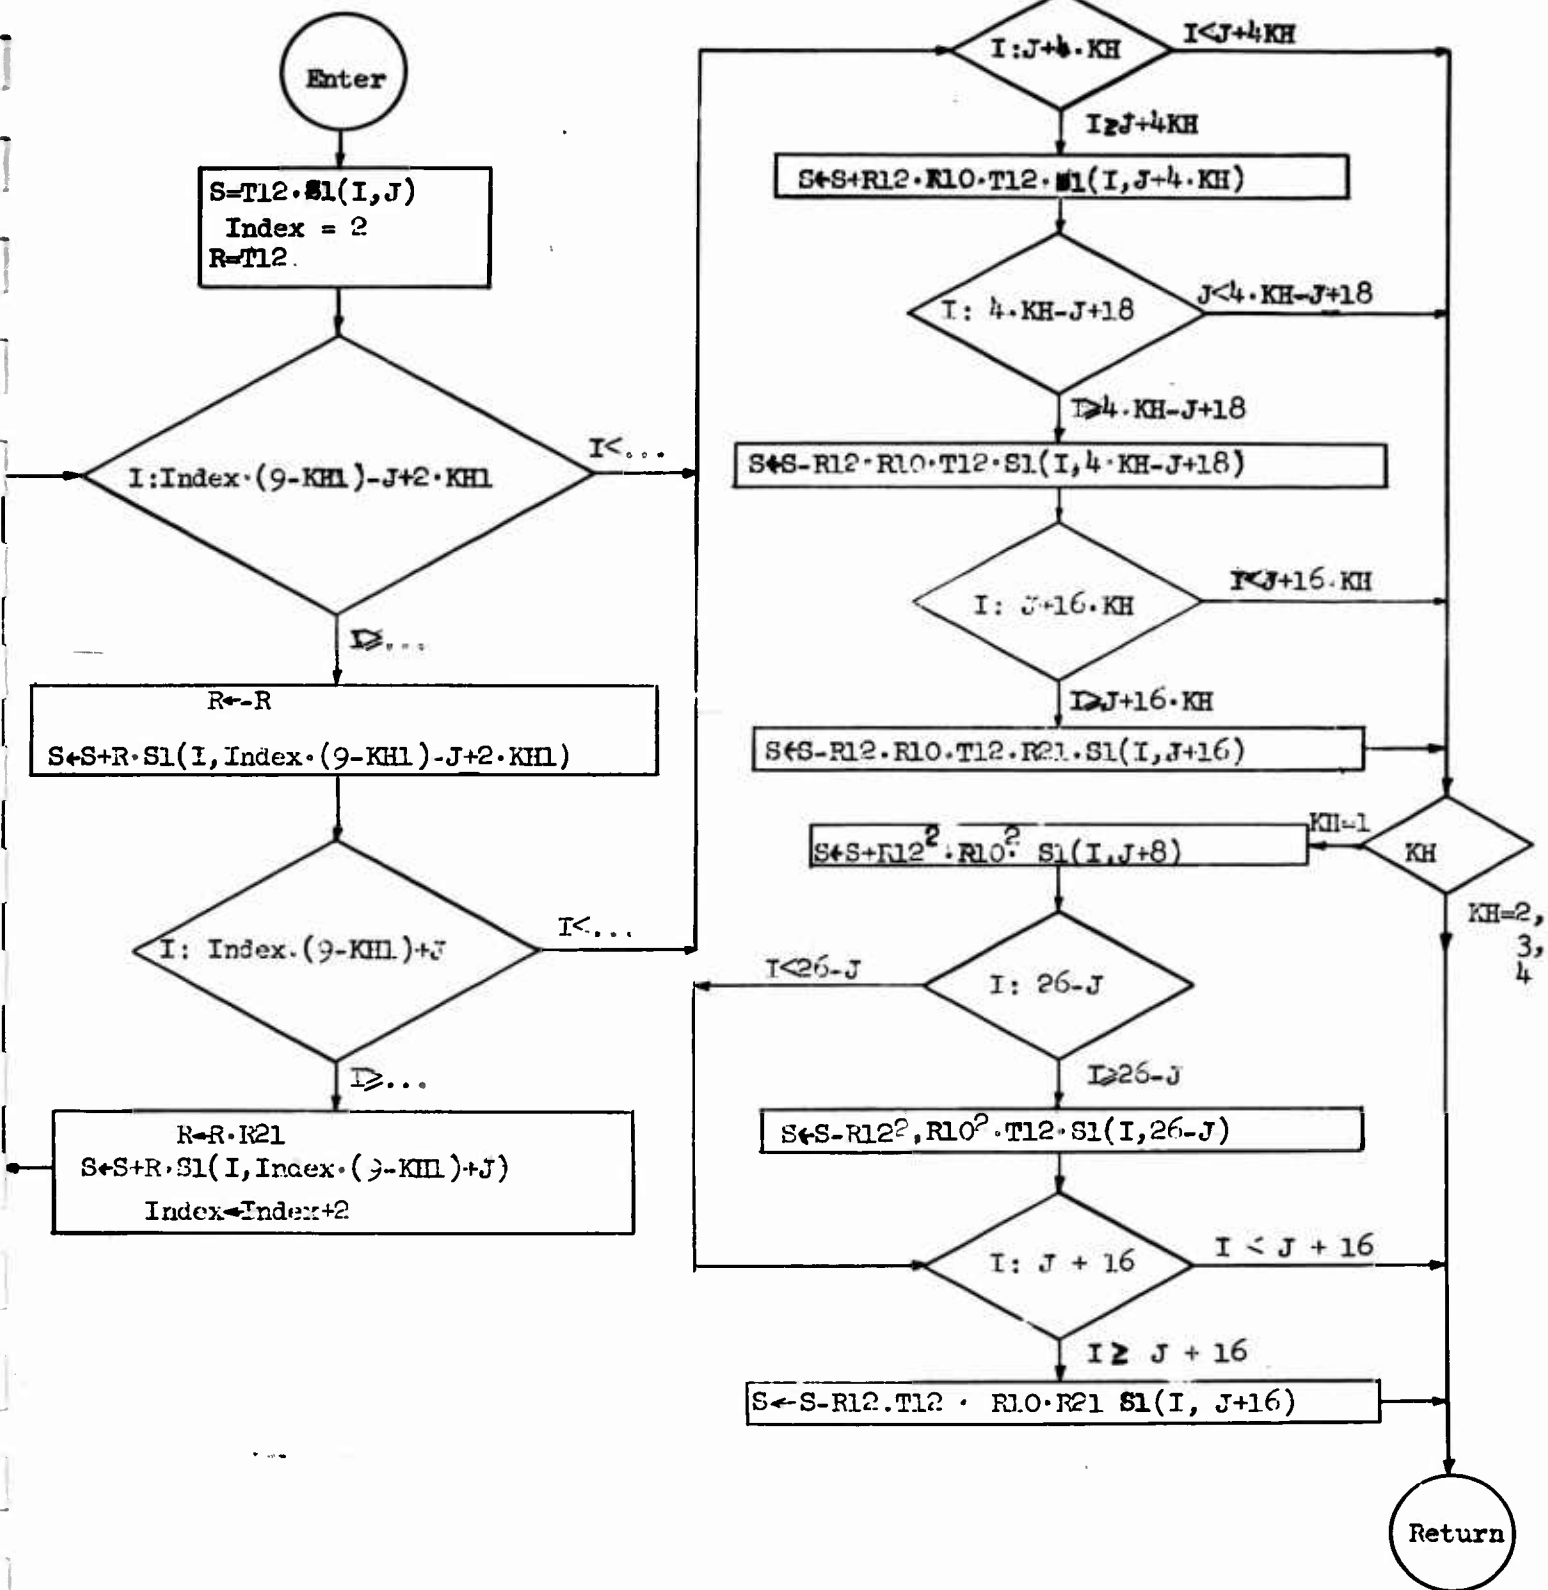 Enter
S=T12·S1(I,J)
Index = 2
R=T12
I:Index·(9-KH1)-J+2·KH1
I<...
I≥...
R←-R
S←S+R·S1(I,Index·(9-KH1)-J+2·KH1)
I: Index.(9-KH1)+J
I<...
I≥...
R←R·R21
S←S+R·S1(I,Index·(9-KH1)+J)
Index←Index+2
I:J+4·KH
I<J+4KH
I≥J+4KH
S←S+R12·R10·T12·S1(I,J+4·KH)
I: 4·KH-J+18
J<4·KH-J+18
I≥4·KH-J+18
S←S-R12·R10·T12·S1(I,4·KH-J+18)
I: J+16·KH
I<J+16·KH
I≥J+16·KH
S←S-R12·R10·T12·R21·S1(I,J+16)
KH
KH=1
KH=2,
3,
4
S←S+R12²·R10²· S1(I,J+8)
I: 26-J
I<26-J
I≥26-J
S←S-R12²,R10²·T12·S1(I,26-J)
I: J + 16
I < J + 16
I ≥ J + 16
S←S-R12.T12 · R10·R21 S1(I, J+16)
Return